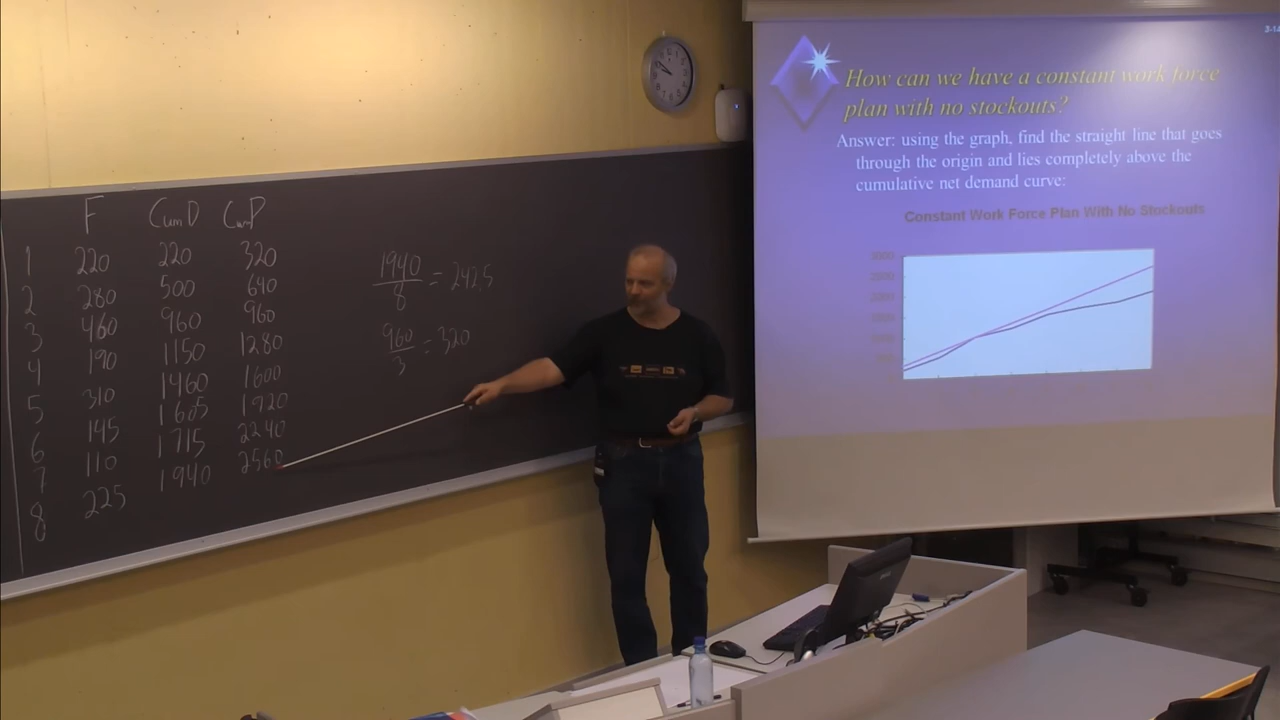 F CumD CumP
1 220 220 320
2 280 500 640
3 460 960 960
4 190 1150 1280
5 310 1460 1600
6 145 1605 1920
7 110 1715 2240
8 225 1940 2560
1940
8
= 242,5
960
3
= 320
How can we have a constant work force
plan with no stockouts?
Answer: using the graph, find the straight line that goes
through the origin and lies completely above the
cumulative net demand curve:
Constant Work Force Plan With No Stockouts